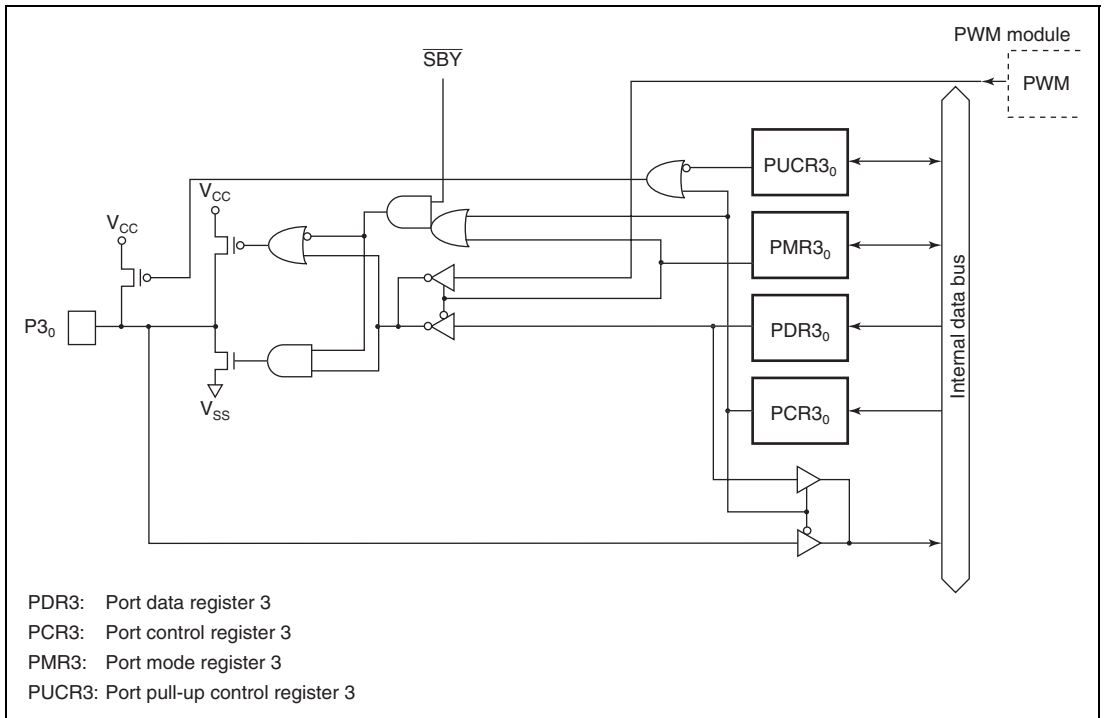 PWM module
SBY
PWM
PUCR3₀
V_CC
V_CC
PMR3₀
P3₀
PDR3₀
Internal data bus
V_SS
PCR3₀
PDR3: Port data register 3
PCR3: Port control register 3
PMR3: Port mode register 3
PUCR3: Port pull-up control register 3